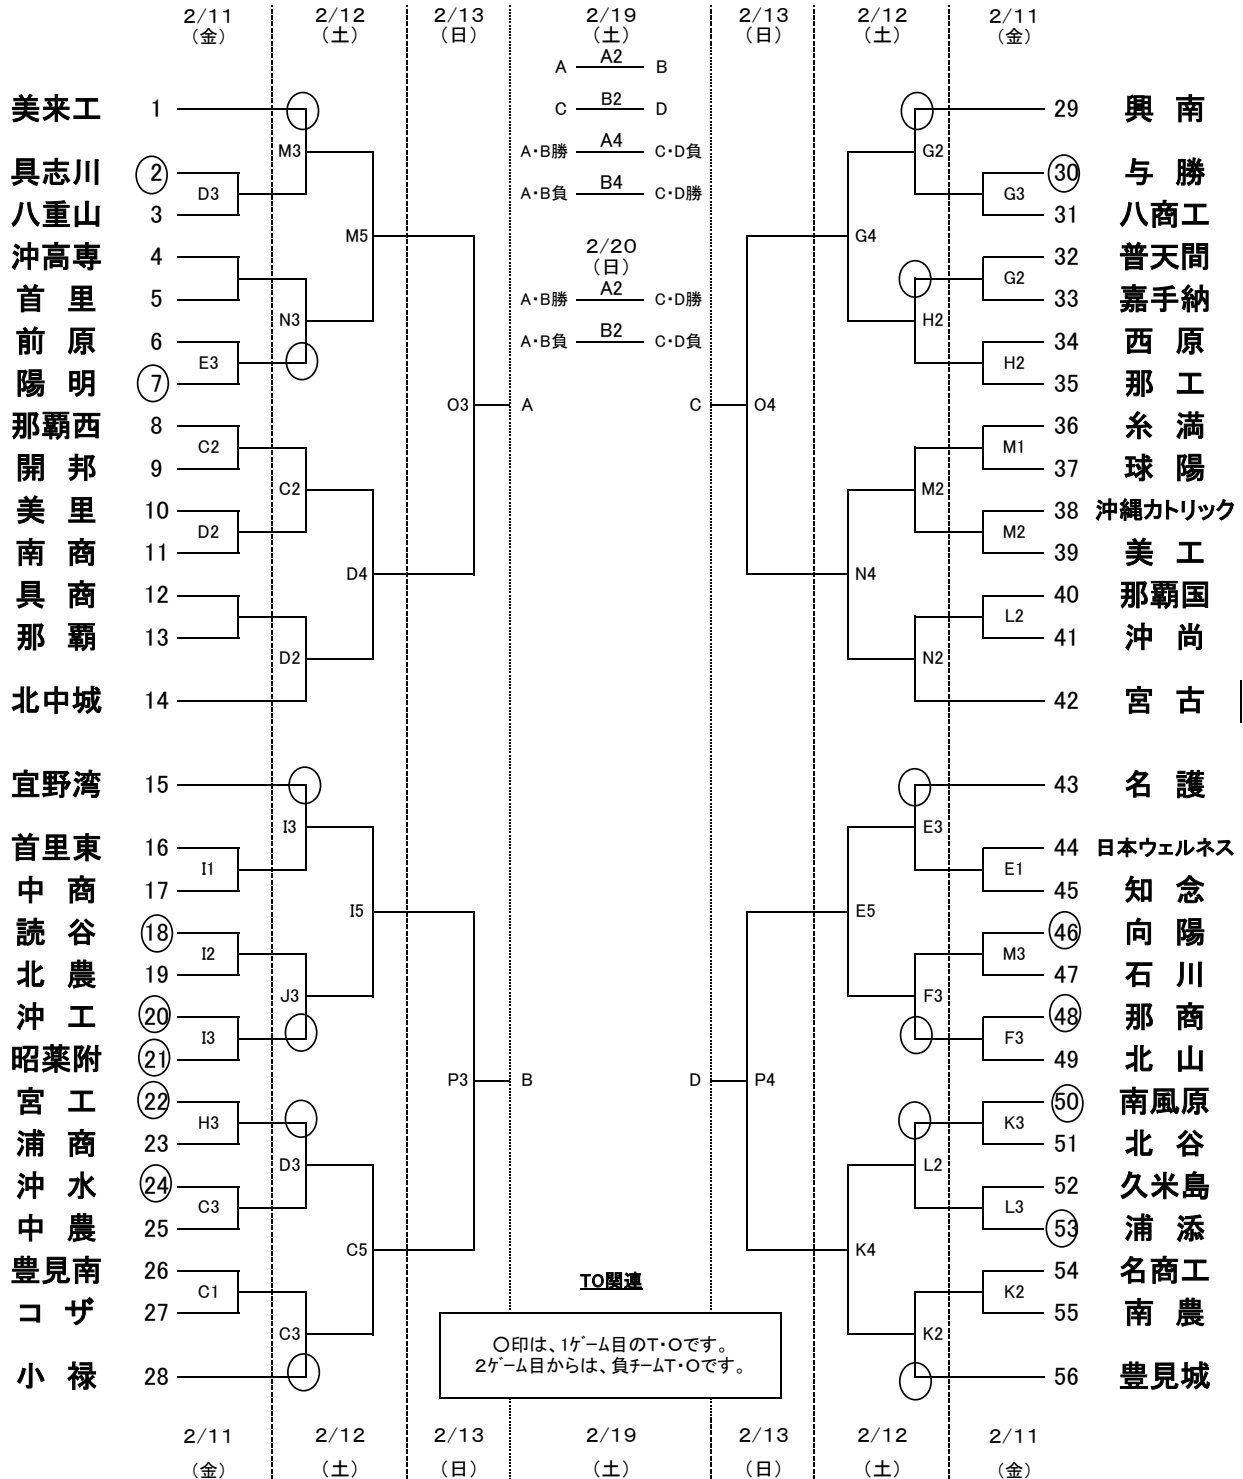 2/11 2/12 2/13 2/19 2/13 2/12 2/11
(金) (土) (日) (土) (日) (土) (金)
A A2 B
美来工 1 C B2 D 29 興 南
M3 A・B勝 A4 C・D負 G2
具志川 2 30 与 勝
D3 A・B負 B4 C・D勝 G3
八重山 3 31 八商工
M5 G4
沖高専 4 2/20 32 普天間
(日) G2
首 里 5 A・B勝 A2 C・D勝 33 嘉手納
N3 H2
前 原 6 A・B負 B2 C・D負 34 西 原
E3 H2
陽 明 7 35 那 工
O3 A C O4
那覇西 8 36 糸 満
C2 M1
開 邦 9 37 球 陽
C2 M2
美 里 10 38 沖縄カトリック
D2 M2
南 商 11 39 美 工
D4 N4
具 商 12 40 那覇国
L2
那 覇 13 41 沖 尚
D2 N2
北中城 14 42 宮 古
宜野湾 15 43 名 護
I3 E3
首里東 16 44 日本ウェルネス
I1 E1
中 商 17 45 知 念
I5 E5
読 谷 18 46 向 陽
I2 M3
北 農 19 47 石 川
J3 F3
沖 工 20 48 那 商
I3 F3
昭薬附 21 49 北 山
P3 B D P4
宮 工 22 50 南風原
H3 K3
浦 商 23 51 北 谷
D3 L2
沖 水 24 52 久米島
C3 L3
中 農 25 53 浦 添
C5 K4
豊見南 26 TO関連 54 名商工
C1 K2
コ ザ 27 55 南 農
C3 K2
〇印は、1ゲーム目のT・Oです。
2ゲーム目からは、負チームT・Oです。
小 禄 28 56 豊見城
2/11 2/12 2/13 2/19 2/13 2/12 2/11
(金) (土) (日) (土) (日) (土) (金)